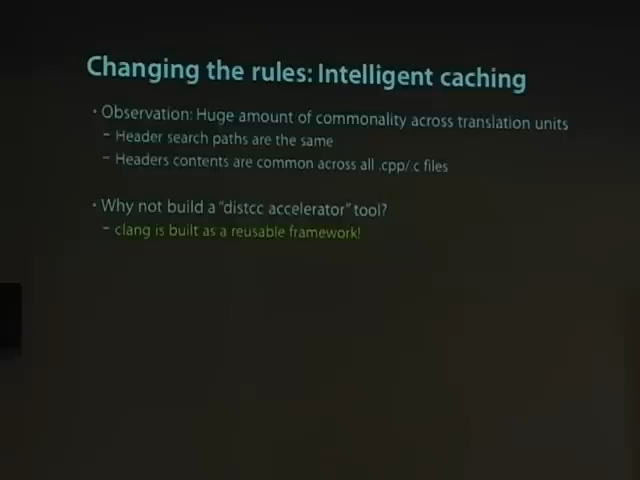 Changing the rules: Intelligent caching
· Observation: Huge amount of commonality across translation units
– Header search paths are the same
– Headers contents are common across all .cpp/.c files
· Why not build a "distcc accelerator" tool?
– clang is built as a reusable framework!